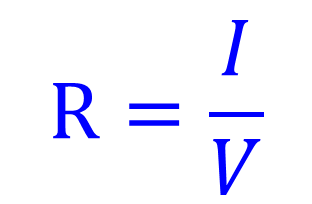 R = I/V